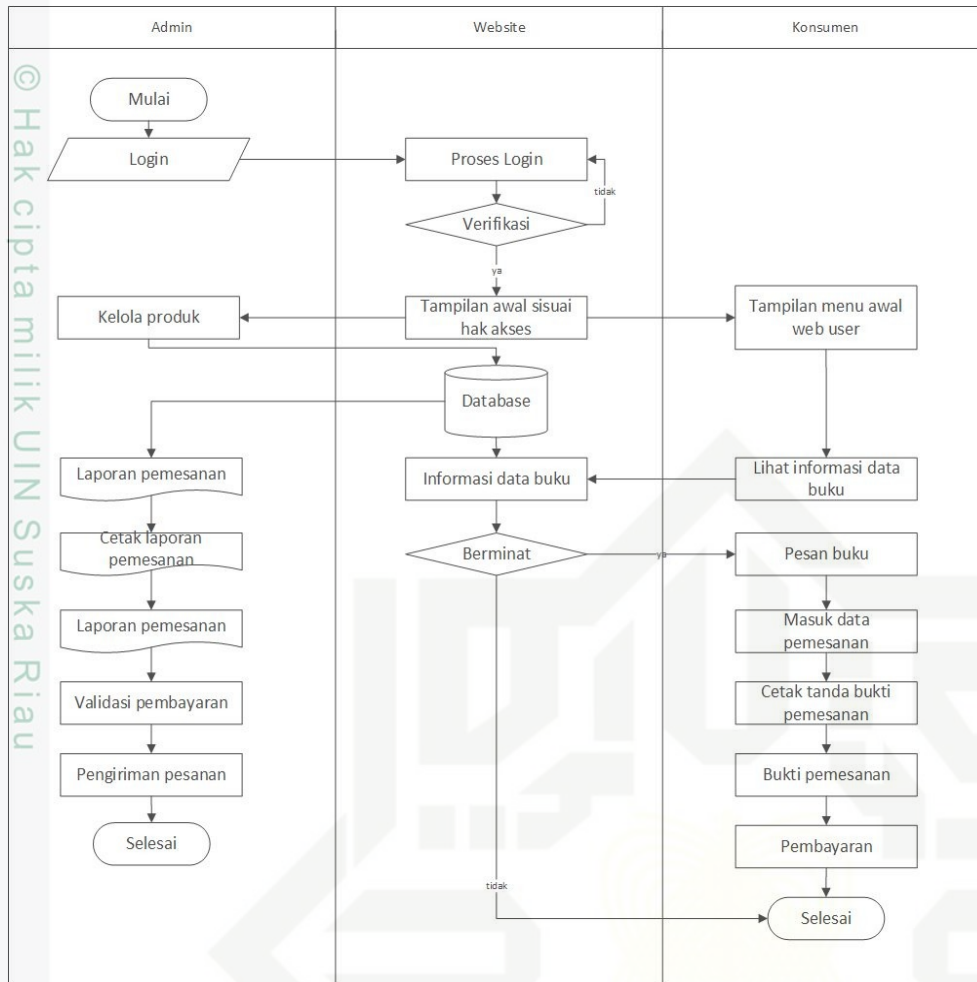 Admin
Website
Konsumen
© Hak cipta milik UIN Suska Riau
Mulai
Login
Proses Login
tidak
Verifikasi
ya
Kelola produk
Tampilan awal sisuai
hak akses
Tampilan menu awal
web user
Database
Laporan pemesanan
Informasi data buku
Lihat informasi data
buku
Cetak laporan
pemesanan
Berminat
ya
Pesan buku
Laporan pemesanan
Masuk data
pemesanan
Validasi pembayaran
Cetak tanda bukti
pemesanan
Pengiriman pesanan
Bukti pemesanan
Selesai
Pembayaran
tidak
Selesai